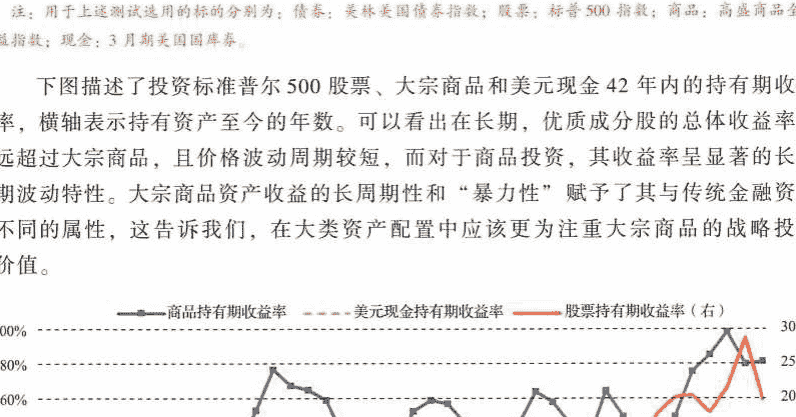 注：用于上述测试选用的标的分别为：债券：美林美国债券指数；股票：标普500指数；商品：高盛商品全
益指数；现金：3月期美国国库券。
下图描述了投资标准普尔500股票、大宗商品和美元现金42年内的持有期收
率，横轴表示持有资产至今的年数。可以看出在长期，优质成分股的总体收益率
远超过大宗商品，且价格波动周期较短，而对于商品投资，其收益率呈显著的长
期波动特性。大宗商品资产收益的长周期性和“暴力性”赋予了其与传统金融资
不同的属性，这告诉我们，在大类资产配置中应该更为注重大宗商品的战略投
价值。
商品持有期收益率 美元现金持有期收益率 股票持有期收益率（右）
00% 30
80% 25
60% 20